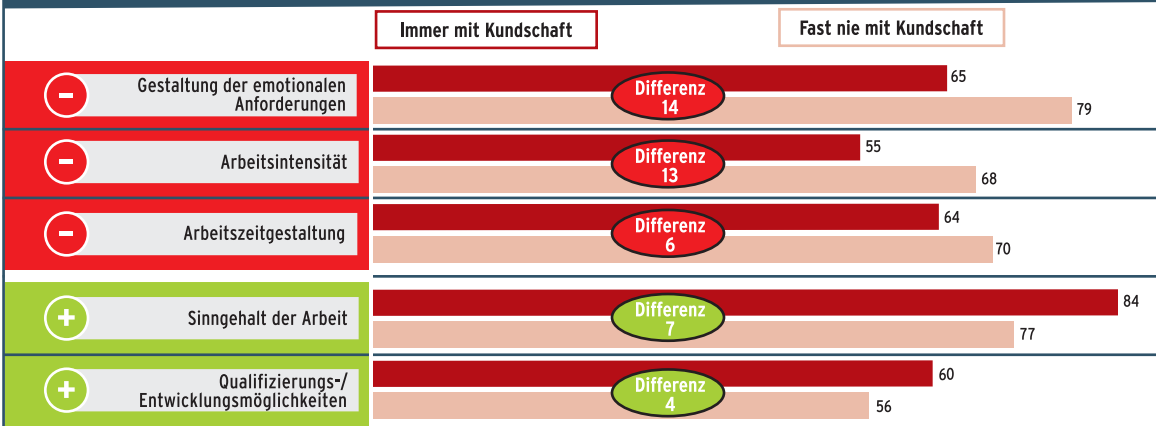 Immer mit Kundschaft
Fast nie mit Kundschaft
−
Gestaltung der emotionalen
Anforderungen
Differenz
14
65
79
−
Arbeitsintensität
Differenz
13
55
68
−
Arbeitszeitgestaltung
Differenz
6
64
70
+
Sinngehalt der Arbeit
Differenz
7
84
77
+
Qualifizierungs-/
Entwicklungsmöglichkeiten
Differenz
4
60
56